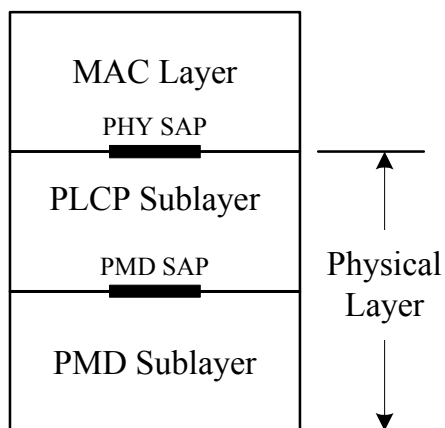 MAC Layer
PHY SAP
PLCP Sublayer
PMD SAP
PMD Sublayer
Physical
Layer